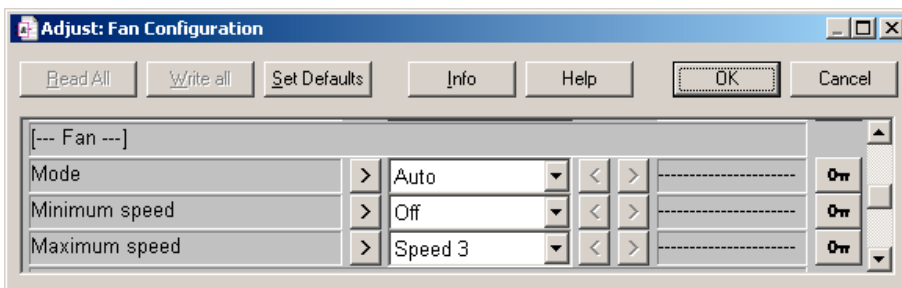 Adjust: Fan Configuration
Read All Write all Set Defaults Info Help OK Cancel
[--- Fan ---]
Mode > Auto < > ----------------------
Minimum speed > Off < > ----------------------
Maximum speed > Speed 3 < > ----------------------